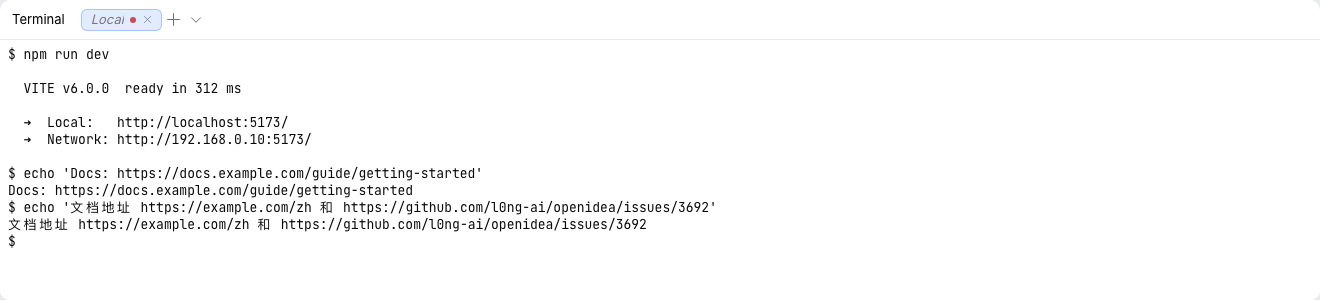 Terminal Local
$ npm run dev
VITE v6.0.0 ready in 312 ms
➜ Local: http://localhost:5173/
➜ Network: http://192.168.0.10:5173/
$ echo 'Docs: https://docs.example.com/guide/getting-started'
Docs: https://docs.example.com/guide/getting-started
$ echo '文档地址 https://example.com/zh 和 https://github.com/l0ng-ai/openidea/issues/3692'
文档地址 https://example.com/zh 和 https://github.com/l0ng-ai/openidea/issues/3692
$